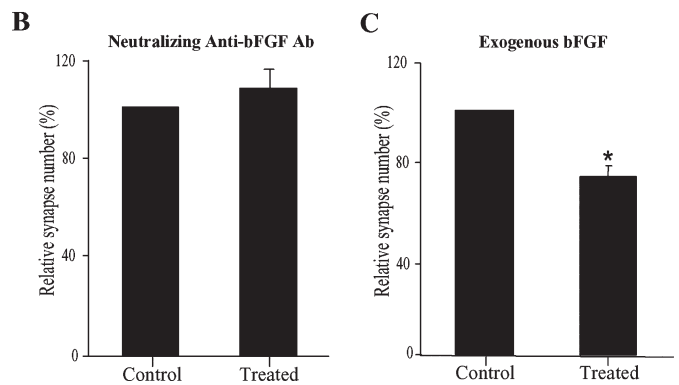 B
Neutralizing Anti-bFGF Ab
Relative synapse number (%)
120
80
40
0
Control Treated
C
Exogenous bFGF
Relative synapse number (%)
120
80
40
0
*
Control Treated